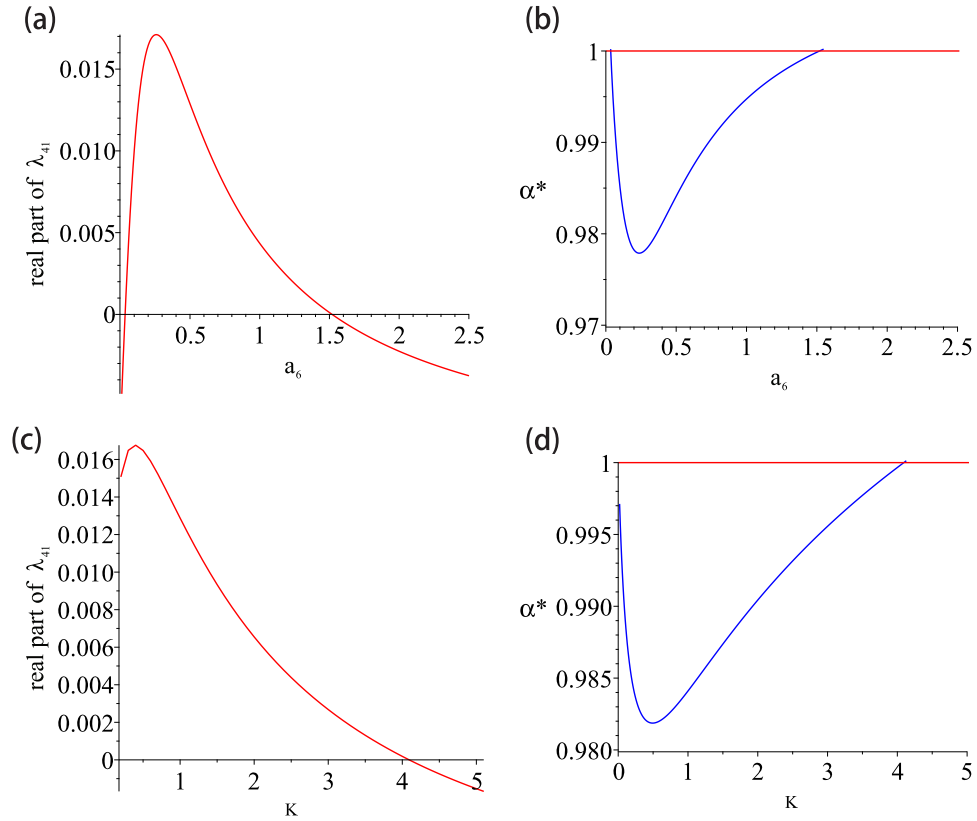 (a)
0.015
0.010
0.005
0
real part of λ₄₁
0.5 1 1.5 2 2.5
a₆
(b)
1
0.99
0.98
0.97
α*
0 0.5 1 1.5 2 2.5
a₆
(c)
0.016
0.014
0.012
0.010
0.008
0.006
0.004
0.002
0
real part of λ₄₁
1 2 3 4 5
K
(d)
1
0.995
0.990
0.985
0.980
α*
0 1 2 3 4 5
K